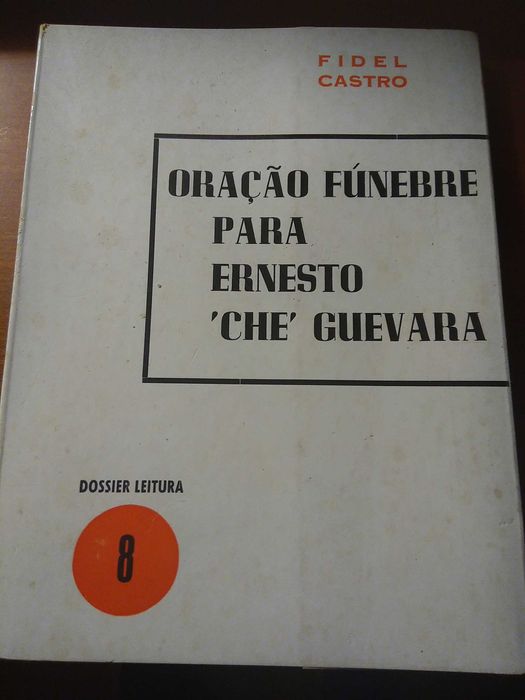 FIDEL
CASTRO
ORAÇÃO FÚNEBRE
PARA
ERNESTO
'CHE' GUEVARA
DOSSIER LEITURA
8